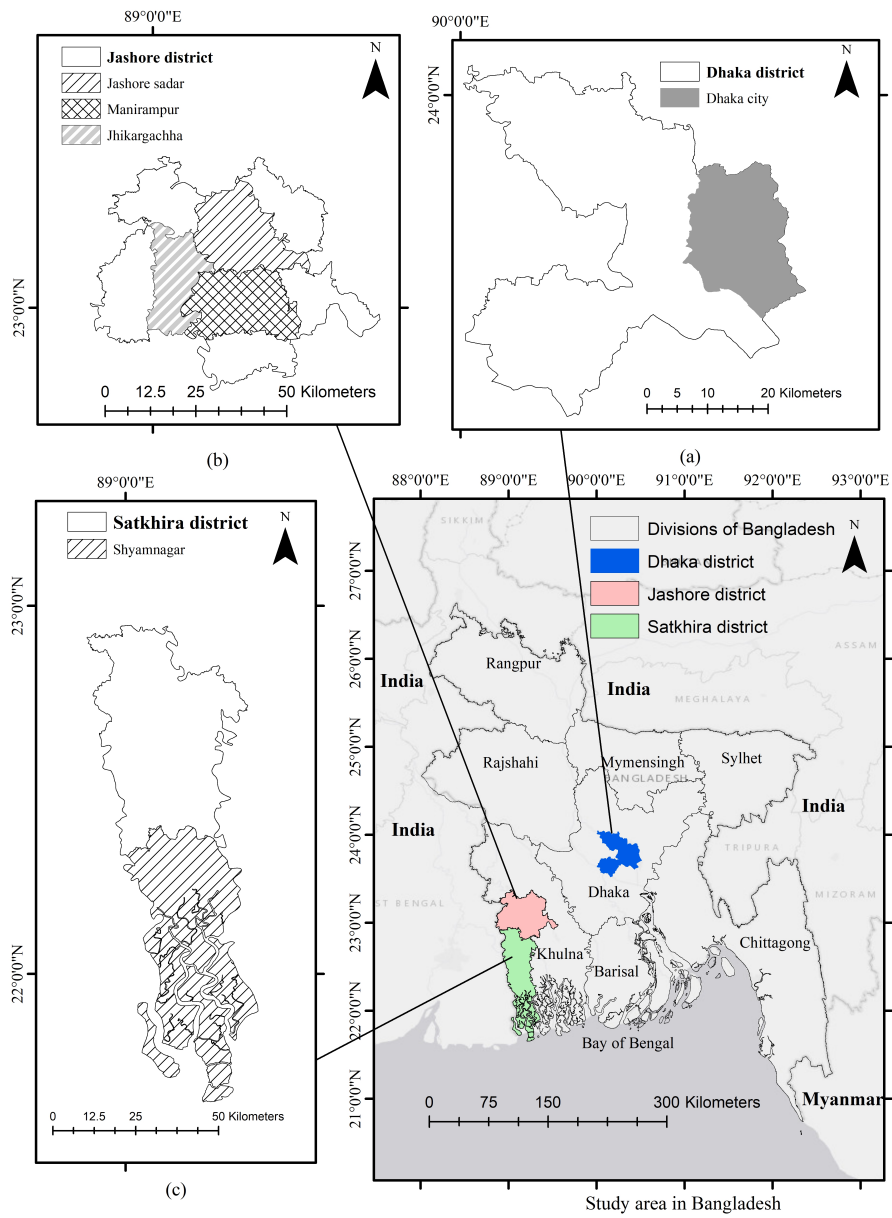 89°0'0"E
N
Jashore district
Jashore sadar
Manirampur
Jhikargachha
23°0'0"N
0 12.5 25 50 Kilometers
(b)
90°0'0"E
N
Dhaka district
Dhaka city
24°0'0"N
0 5 10 20 Kilometers
(a)
89°0'0"E
N
Satkhira district
Shyamnagar
23°0'0"N
22°0'0"N
0 12.5 25 50 Kilometers
(c)
88°0'0"E 89°0'0"E 90°0'0"E 91°0'0"E 92°0'0"E 93°0'0"E
N
Divisions of Bangladesh
Dhaka district
Jashore district
Satkhira district
27°0'0"N
26°0'0"N
25°0'0"N
24°0'0"N
23°0'0"N
22°0'0"N
21°0'0"N
SIKKIM
ASSAM
Rangpur
India
India
MEGHALAYA
Rajshahi
Mymensingh
Sylhet
BANGLADESH
India
India
TRIPURA
Dhaka
MIZORAM
ST BENGAL
Khulna
Chittagong
Barisal
Bay of Bengal
Myanmar
0 75 150 300 Kilometers
Study area in Bangladesh